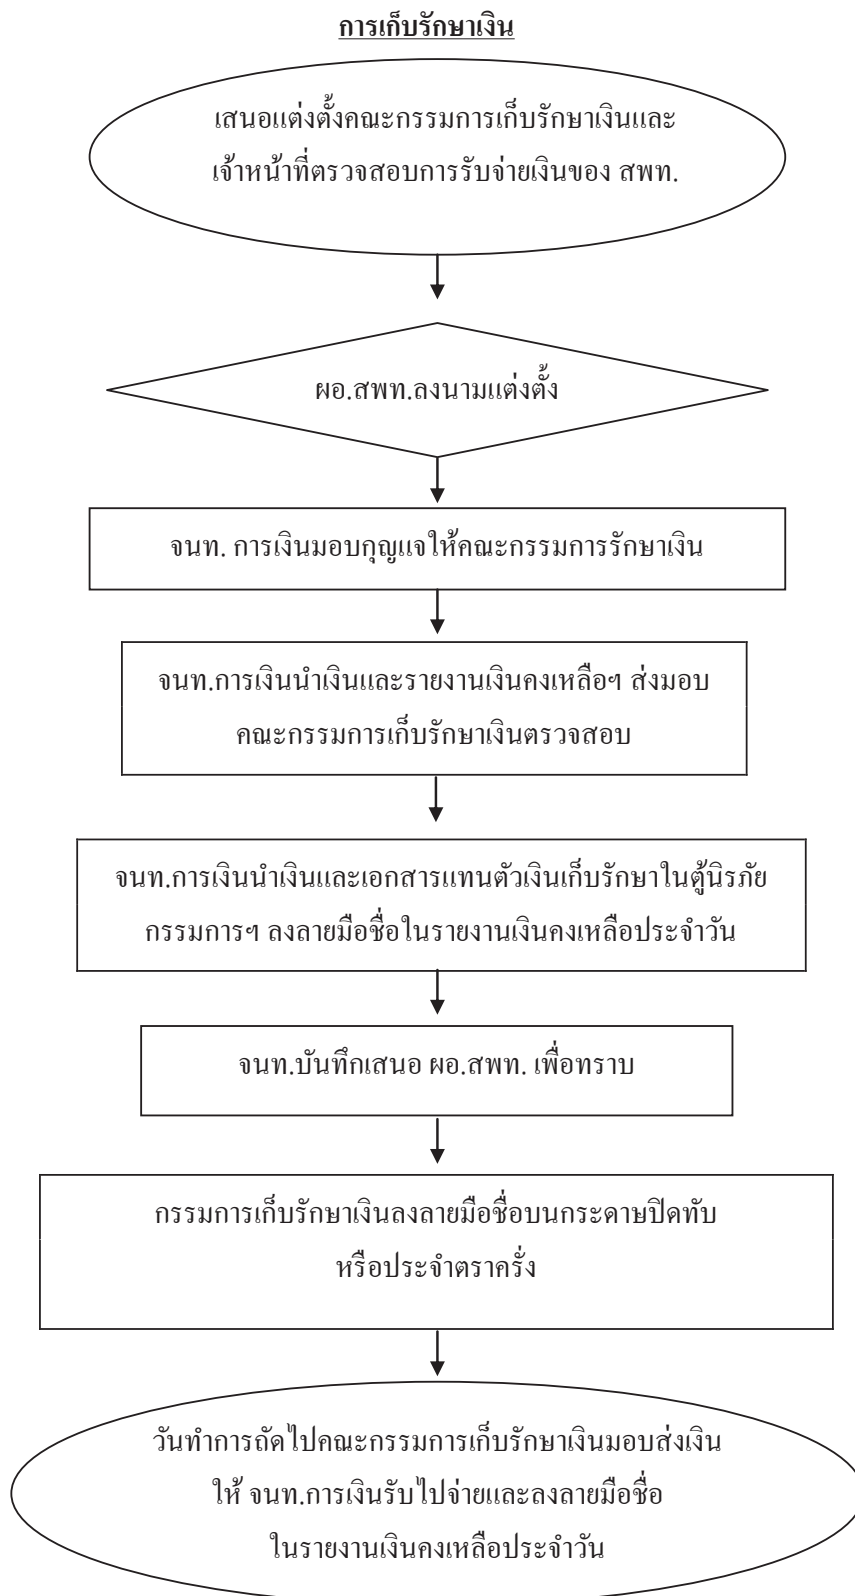 การเก็บรักษาเงิน
เสนอแต่งตั้งคณะกรรมการเก็บรักษาเงินและ
เจ้าหน้าที่ตรวจสอบการรับจ่ายเงินของ สพท.
ผอ.สพท.ลงนามแต่งตั้ง
จนท. การเงินมอบกุญแจให้คณะกรรมการรักษาเงิน
จนท.การเงินนำเงินและรายงานเงินคงเหลือฯ ส่งมอบ
คณะกรรมการเก็บรักษาเงินตรวจสอบ
จนท.การเงินนำเงินและเอกสารแทนตัวเงินเก็บรักษาในตู้นิรภัย
กรรมการฯ ลงลายมือชื่อในรายงานเงินคงเหลือประจำวัน
จนท.บันทึกเสนอ ผอ.สพท. เพื่อทราบ
กรรมการเก็บรักษาเงินลงลายมือชื่อบนกระดาษปิดทับ
หรือประจำตราครั่ง
วันทำการถัดไปคณะกรรมการเก็บรักษาเงินมอบส่งเงิน
ให้ จนท.การเงินรับไปจ่ายและลงลายมือชื่อ
ในรายงานเงินคงเหลือประจำวัน